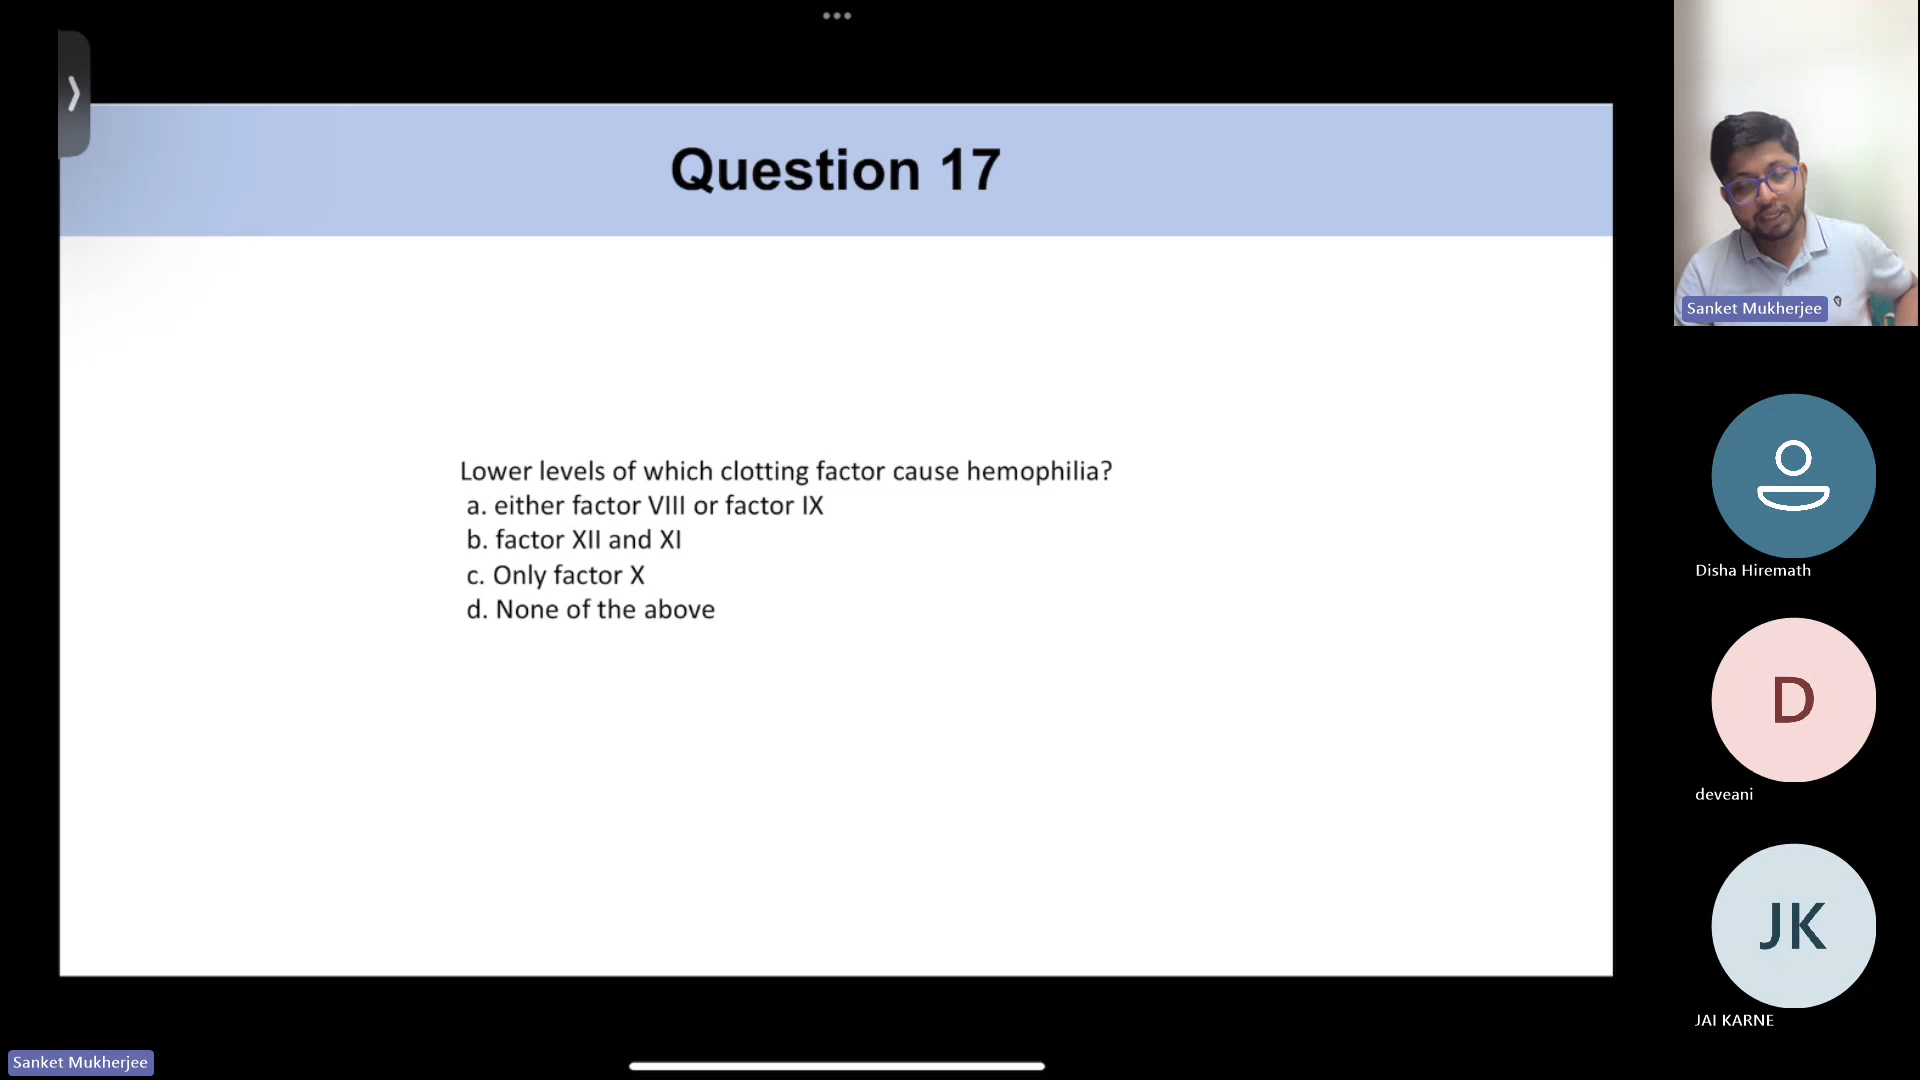 Question 17
Lower levels of which clotting factor cause hemophilia?
a. either factor VIII or factor IX
b. factor XII and XI
c. Only factor X
d. None of the above
Sanket Mukherjee
Disha Hiremath
D
deveani
JK
JAI KARNE
Sanket Mukherjee